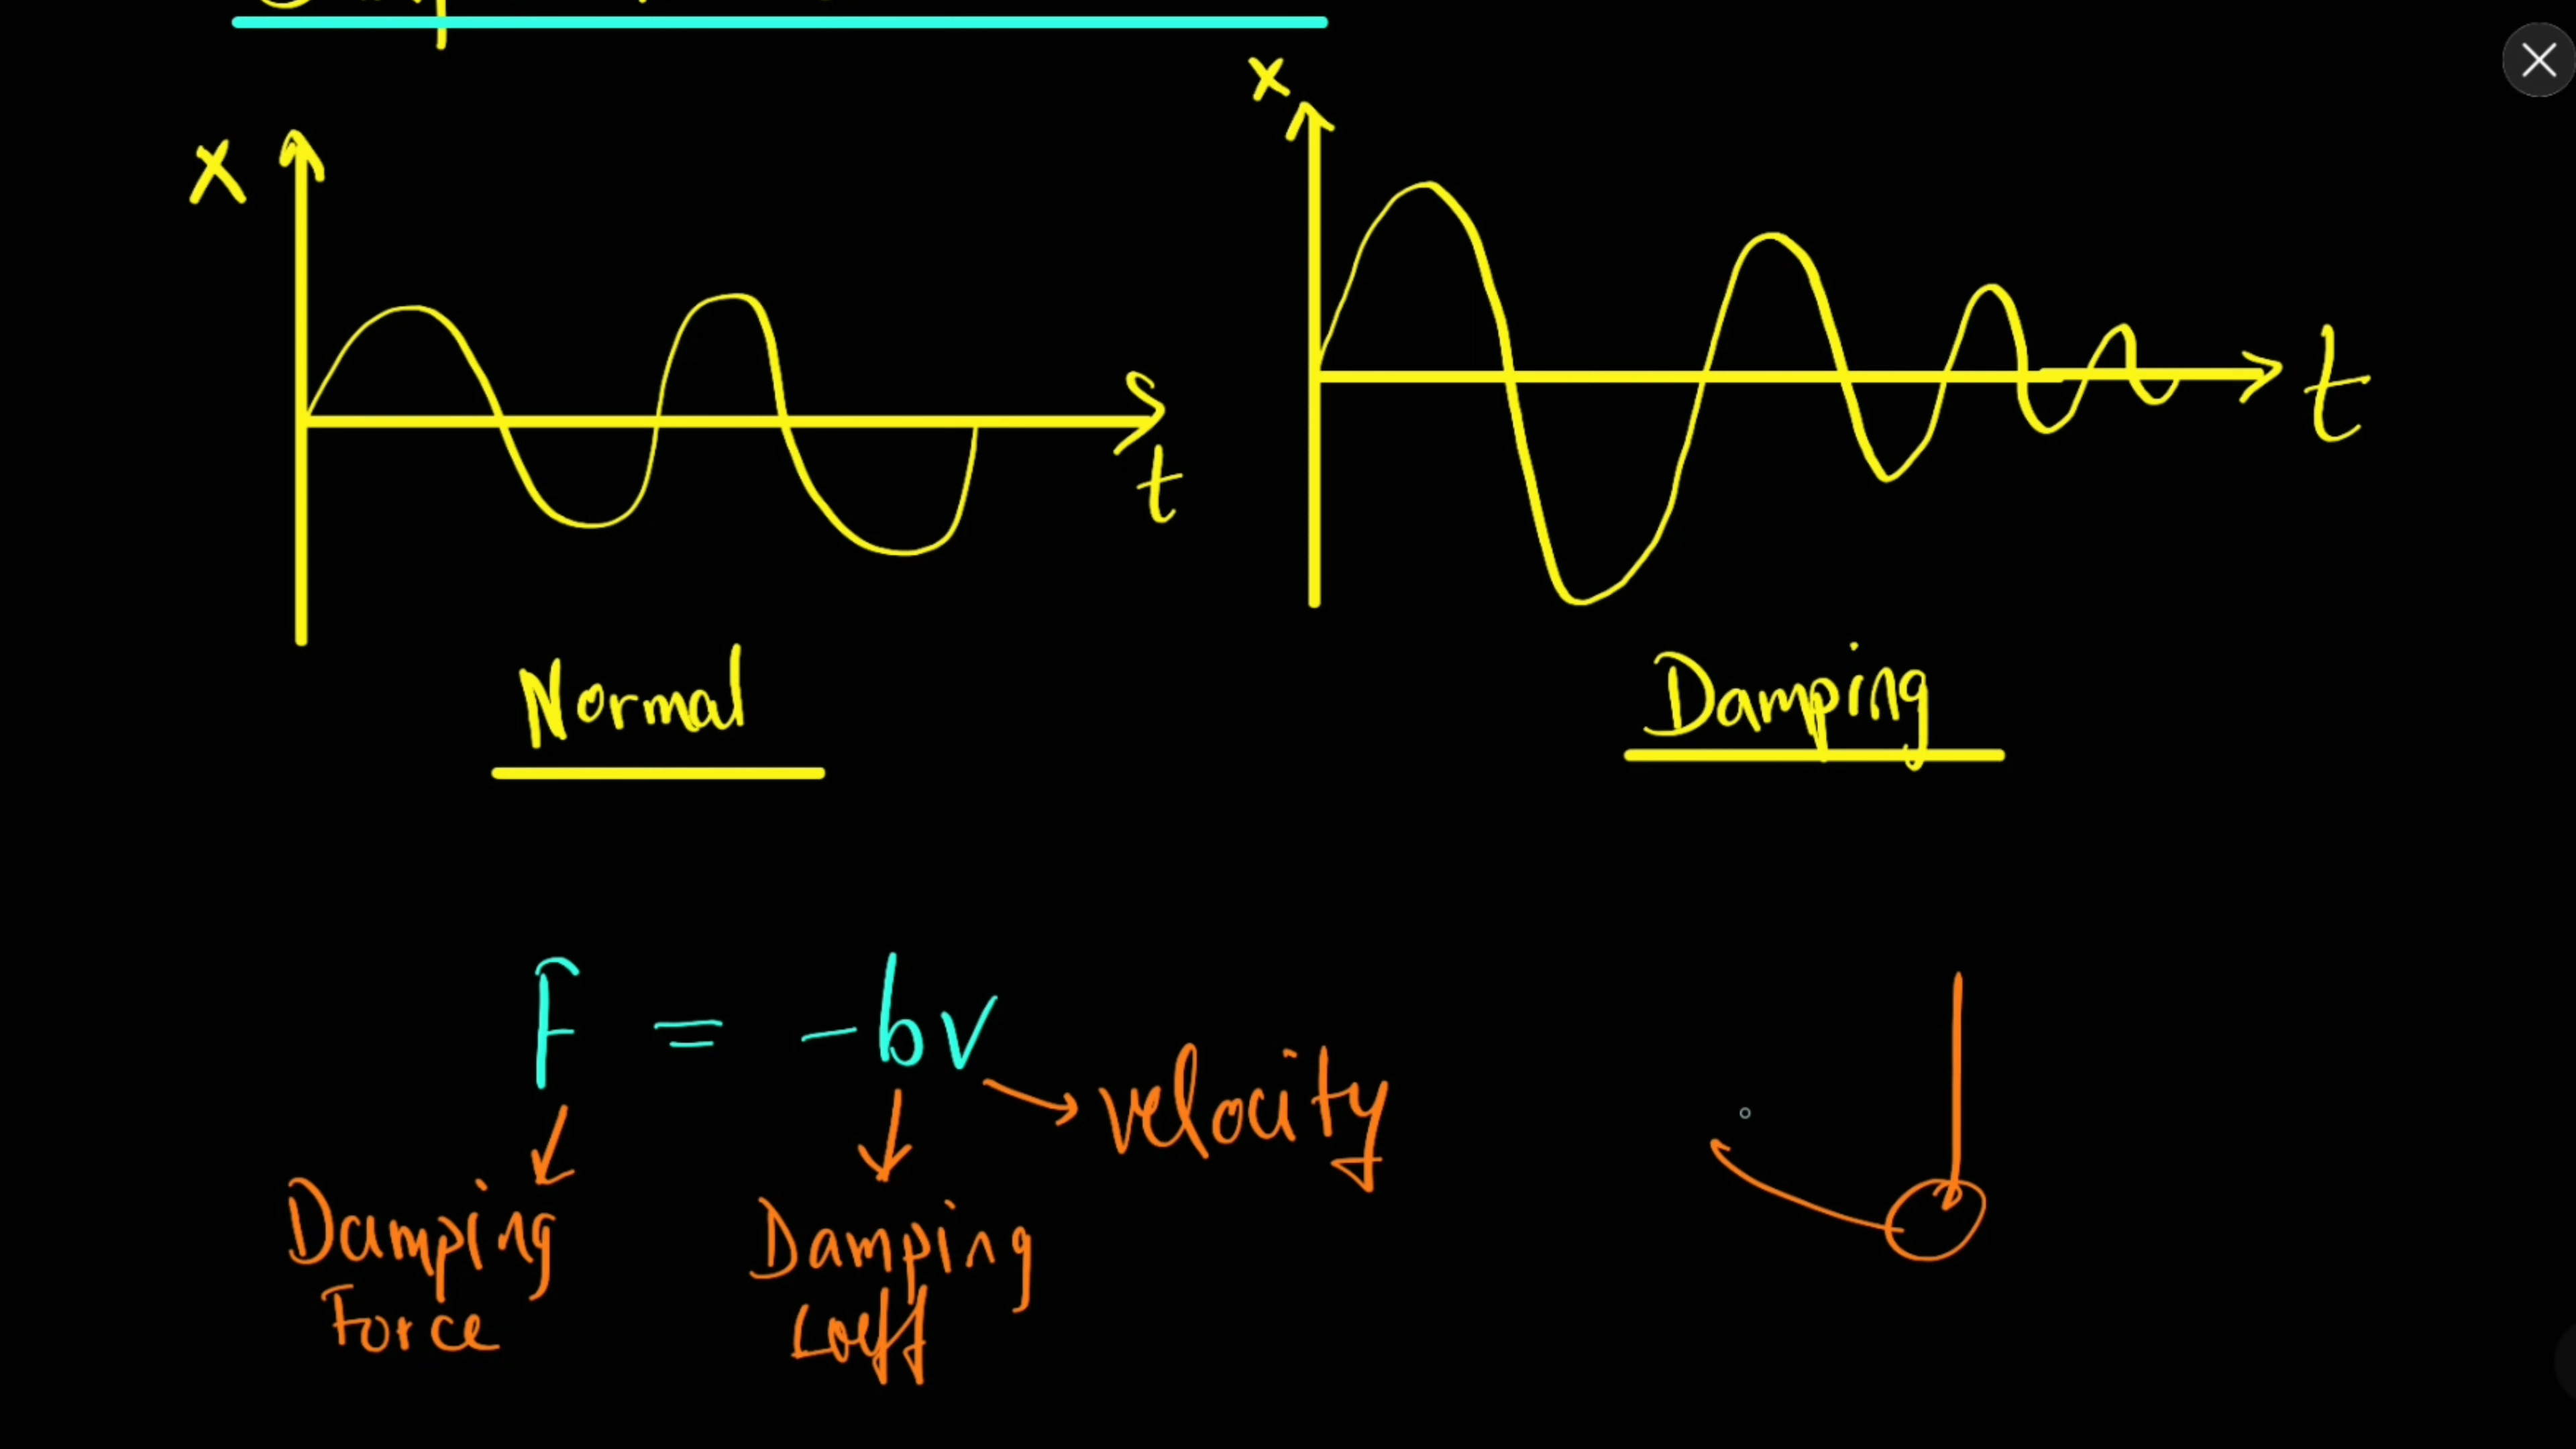 x
x
t
t
Normal
Damping
F = -bv
velocity
Damping
Force
Damping
Coeff